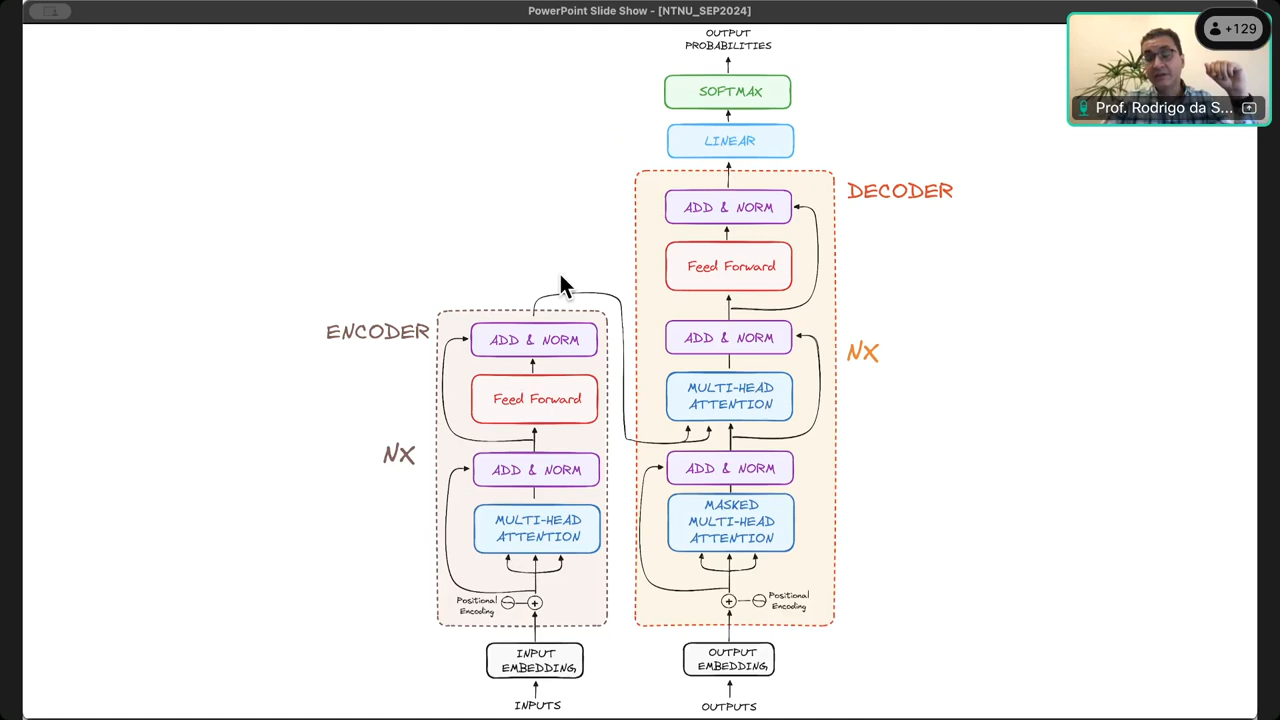 PowerPoint Slide Show - [NTNU_SEP2024]
+129
Prof. Rodrigo da S...
OUTPUT
PROBABILITIES
SOFTMAX
LINEAR
DECODER
ADD & NORM
Feed Forward
ADD & NORM
NX
MULTI-HEAD
ATTENTION
ADD & NORM
MASKED
MULTI-HEAD
ATTENTION
Positional
Encoding
OUTPUT
EMBEDDING
OUTPUTS
ENCODER
ADD & NORM
Feed Forward
NX
ADD & NORM
MULTI-HEAD
ATTENTION
Positional
Encoding
INPUT
EMBEDDING
INPUTS